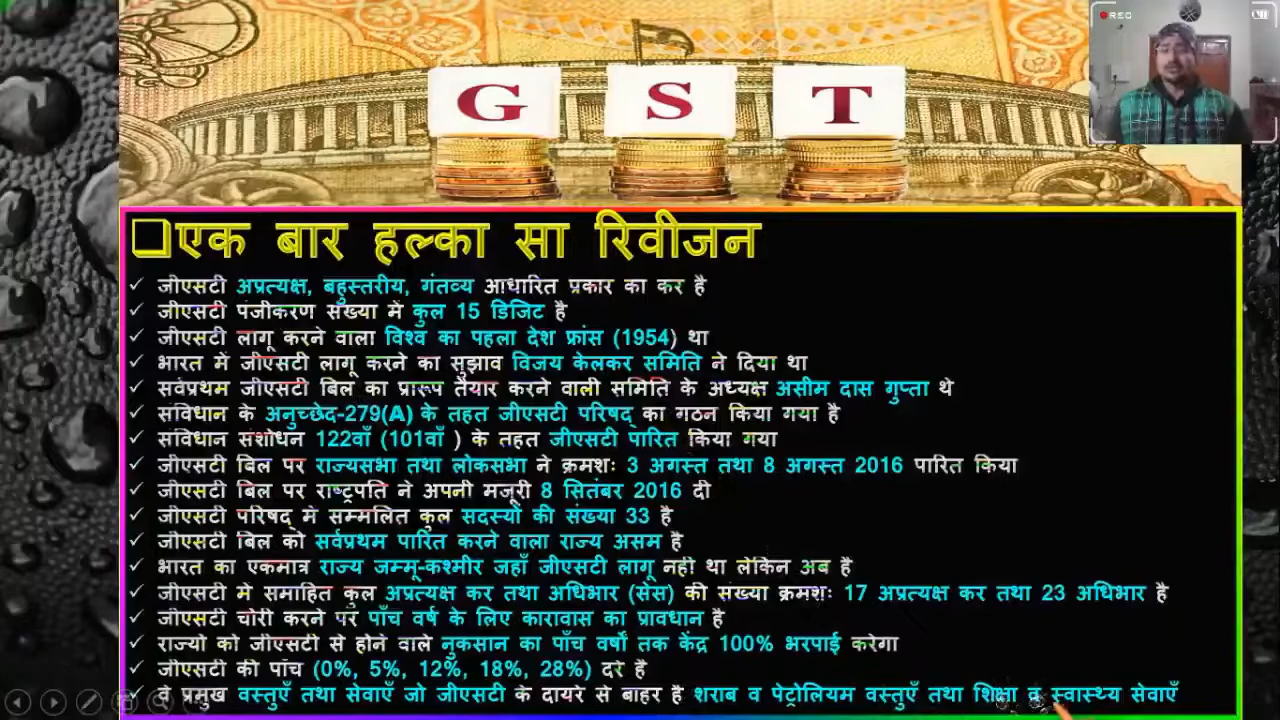 REC
G S T
एक बार हल्का सा रिवीजन
✓ जीएसटी अप्रत्यक्ष, बहुस्तरीय, गंतव्य आधारित प्रकार का कर है
✓ जीएसटी पंजीकरण संख्या में कुल 15 डिजिट है
✓ जीएसटी लागू करने वाला विश्व का पहला देश फ्रांस (1954) था
✓ भारत में जीएसटी लागू करने का सुझाव विजय केलकर समिति ने दिया था
✓ सर्वप्रथम जीएसटी बिल का प्रारूप तैयार करने वाली समिति के अध्यक्ष असीम दास गुप्ता थे
✓ संविधान के अनुच्छेद-279(A) के तहत जीएसटी परिषद् का गठन किया गया है
✓ संविधान संशोधन 122वाँ (101वाँ ) के तहत जीएसटी पारित किया गया
✓ जीएसटी बिल पर राज्यसभा तथा लोकसभा ने क्रमशः 3 अगस्त तथा 8 अगस्त 2016 पारित किया
✓ जीएसटी बिल पर राष्ट्रपति ने अपनी मंजूरी 8 सितंबर 2016 दी
✓ जीएसटी परिषद् में सम्मलित कुल सदस्यों की संख्या 33 है
✓ जीएसटी बिल को सर्वप्रथम पारित करने वाला राज्य असम है
✓ भारत का एकमात्र राज्य जम्मू-कश्मीर जहाँ जीएसटी लागू नही था लेकिन अब है
✓ जीएसटी में समाहित कुल अप्रत्यक्ष कर तथा अधिभार (सेस) की संख्या क्रमशः 17 अप्रत्यक्ष कर तथा 23 अधिभार है
✓ जीएसटी चोरी करने पर पाँच वर्ष के लिए कारावास का प्रावधान है
✓ राज्यों को जीएसटी से होने वाले नुकसान का पाँच वर्षों तक केंद्र 100% भरपाई करेगा
✓ जीएसटी की पाँच (0%, 5%, 12%, 18%, 28%) दरें है
✓ वे प्रमुख वस्तुएँ तथा सेवाएँ जो जीएसटी के दायरे से बाहर है शराब व पेट्रोलियम वस्तुएँ तथा शिक्षा व स्वास्थ्य सेवाएँ